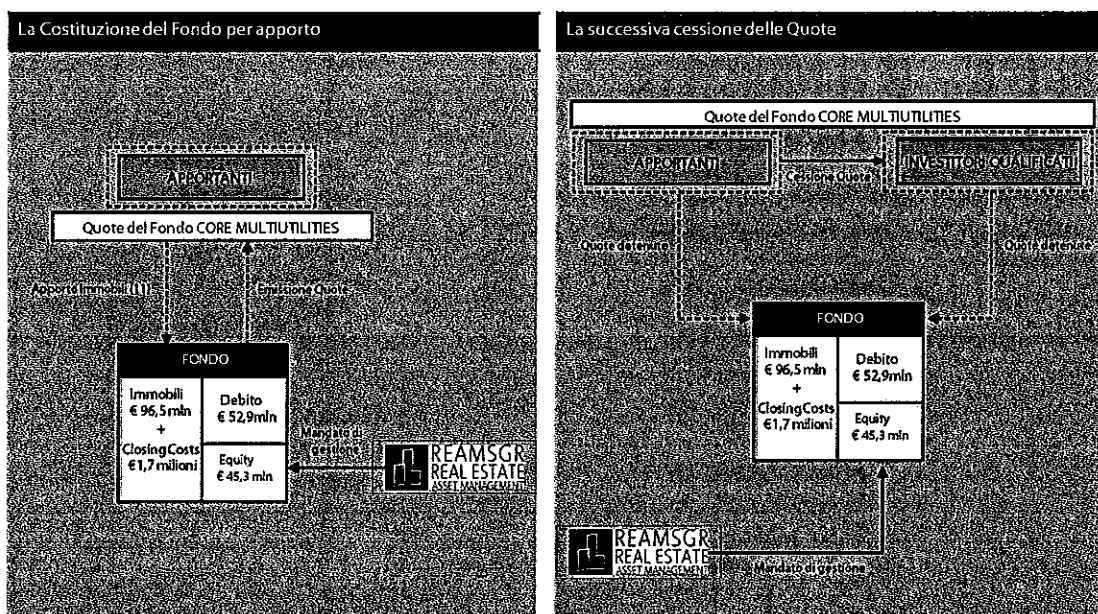 La Costituzione del Fondo per apporto
APPORTANTI
Quote del Fondo CORE MULTIUTILITIES
Apporto Immobili (1)
Emissione Quote
FONDO
Immobili
€ 96,5 mln
+
Closing Costs
€1,7 milioni
Debito
€ 52,9mln
Equity
€ 45,3 mln
Mandato di
gestione
REAMSGR
REAL ESTATE
ASSET MANAGEMENT
La successiva cessione delle Quote
Quote del Fondo CORE MULTIUTILITIES
APPORTANTI
Cessione Quote
INVESTITORI QUALIFICATI
Quote detenute
Quote detenute
FONDO
Immobili
€ 96,5 mln
+
Closing Costs
€1,7 milioni
Debito
€ 52,9mln
Equity
€ 45,3 mln
REAMSGR
REAL ESTATE
ASSET MANAGEMENT
Mandato di gestione